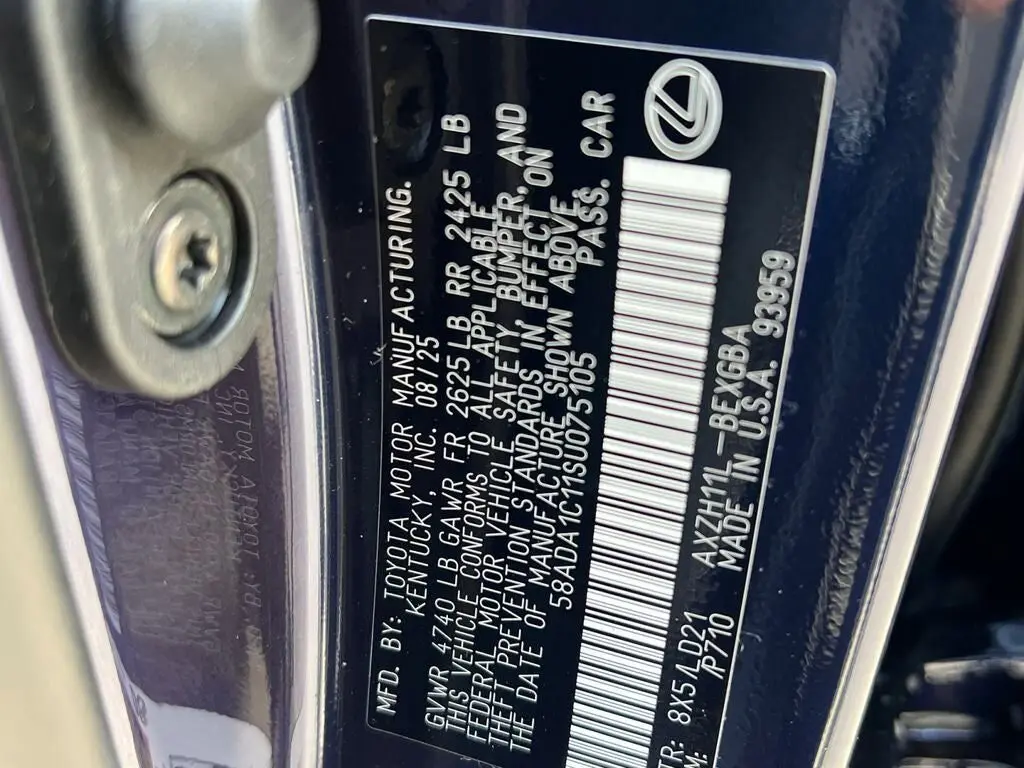 MFD. BY: TOYOTA MOTOR MANUFACTURING.
KENTUCKY, INC. 08/25
GVWR 4740 LB GAWR FR 2625 LB RR 2425 LB
THIS VEHICLE CONFORMS TO ALL APPLICABLE
FEDERAL MOTOR VEHICLE SAFETY, BUMPER, AND
THEFT PREVENTION STANDARDS IN EFFECT ON
THE DATE OF MANUFACTURE SHOWN ABOVE
58ADA1C11SU075105 PASS. CAR
TR: 8X5/LD21 AXZH11L-BEXGBA
M: /P710 MADE IN U.S.A. 93959